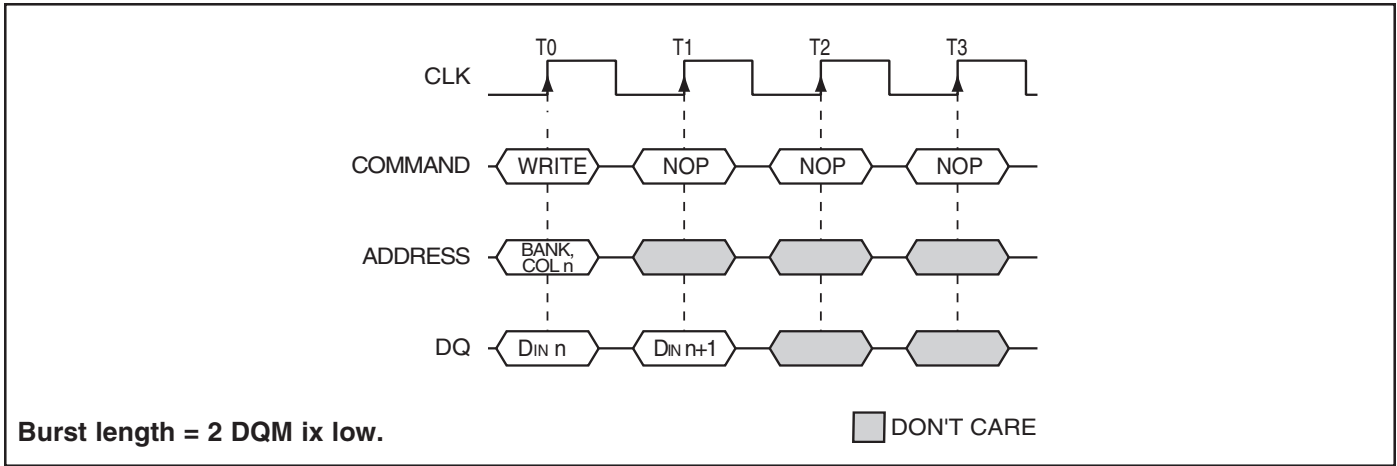 T0 T1 T2 T3
CLK
COMMAND WRITE NOP NOP NOP
ADDRESS BANK,
COL n
DQ DIN n DIN n+1
Burst length = 2 DQM ix low.
DON'T CARE